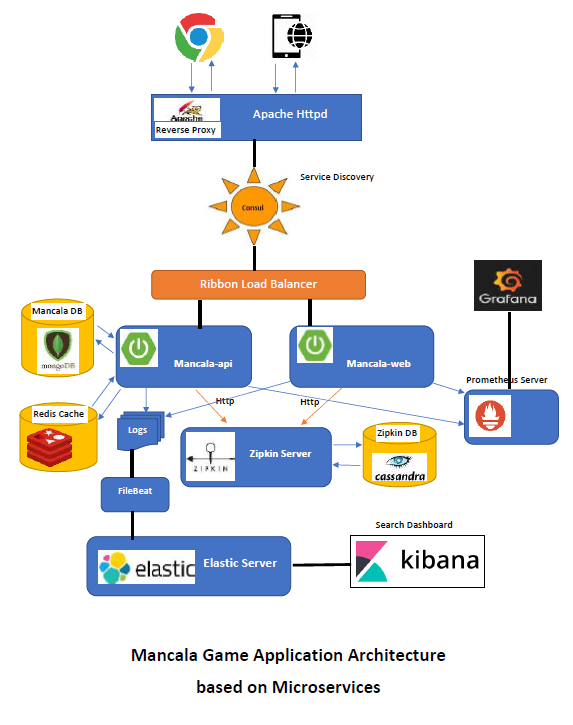 Apache
Reverse Proxy
Apache Httpd
Service Discovery
Consul
Ribbon Load Balancer
Grafana
Mancala DB
mongoDB
Mancala-api
Mancala-web
Prometheus Server
Redis Cache
Http
Http
Logs
ZIPKIN
Zipkin Server
Zipkin DB
cassandra
FileBeat
Search Dashboard
elastic
Elastic Server
kibana
Mancala Game Application Architecture
based on Microservices